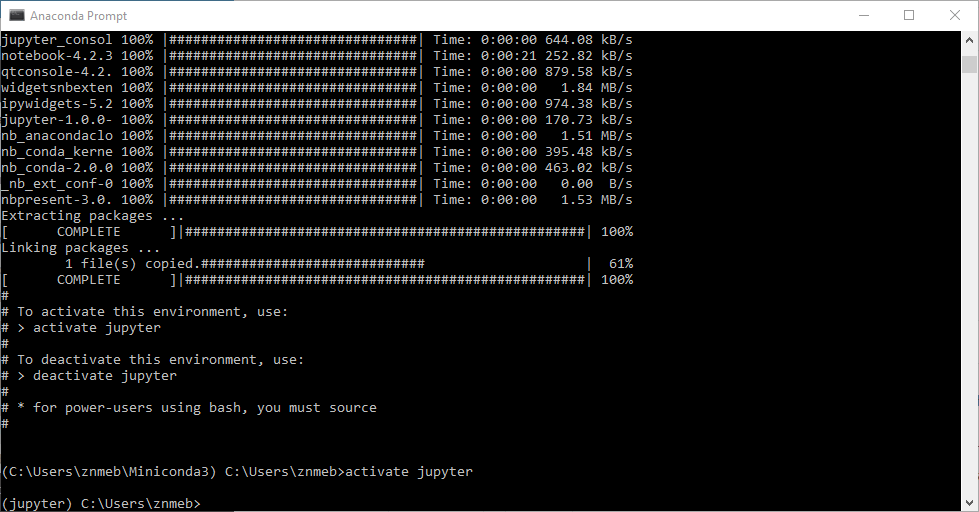 Anaconda Prompt
jupyter_consol 100% |###############################| Time: 0:00:00 644.08 kB/s
notebook-4.2.3 100% |###############################| Time: 0:00:21 252.82 kB/s
qtconsole-4.2. 100% |###############################| Time: 0:00:00 879.58 kB/s
widgetsnbexten 100% |###############################| Time: 0:00:00   1.84 MB/s
ipywidgets-5.2 100% |###############################| Time: 0:00:00 974.38 kB/s
jupyter-1.0.0- 100% |###############################| Time: 0:00:00 170.73 kB/s
nb_anacondaclo 100% |###############################| Time: 0:00:00   1.51 MB/s
nb_conda_kerne 100% |###############################| Time: 0:00:00 395.48 kB/s
nb_conda-2.0.0 100% |###############################| Time: 0:00:00 463.02 kB/s
_nb_ext_conf-0 100% |###############################| Time: 0:00:00   0.00  B/s
nbpresent-3.0. 100% |###############################| Time: 0:00:00   1.53 MB/s
Extracting packages ...
[      COMPLETE      ]|##################################################| 100%
Linking packages ...
        1 file(s) copied.############################                    |  61%
[      COMPLETE      ]|##################################################| 100%
#
# To activate this environment, use:
# > activate jupyter
#
# To deactivate this environment, use:
# > deactivate jupyter
#
# * for power-users using bash, you must source
#
(C:\Users\znmeb\Miniconda3) C:\Users\znmeb>activate jupyter
(jupyter) C:\Users\znmeb>